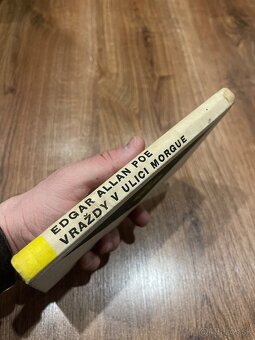 EDGAR ALLAN POE
VRAŽDY V ULICI MORGUE